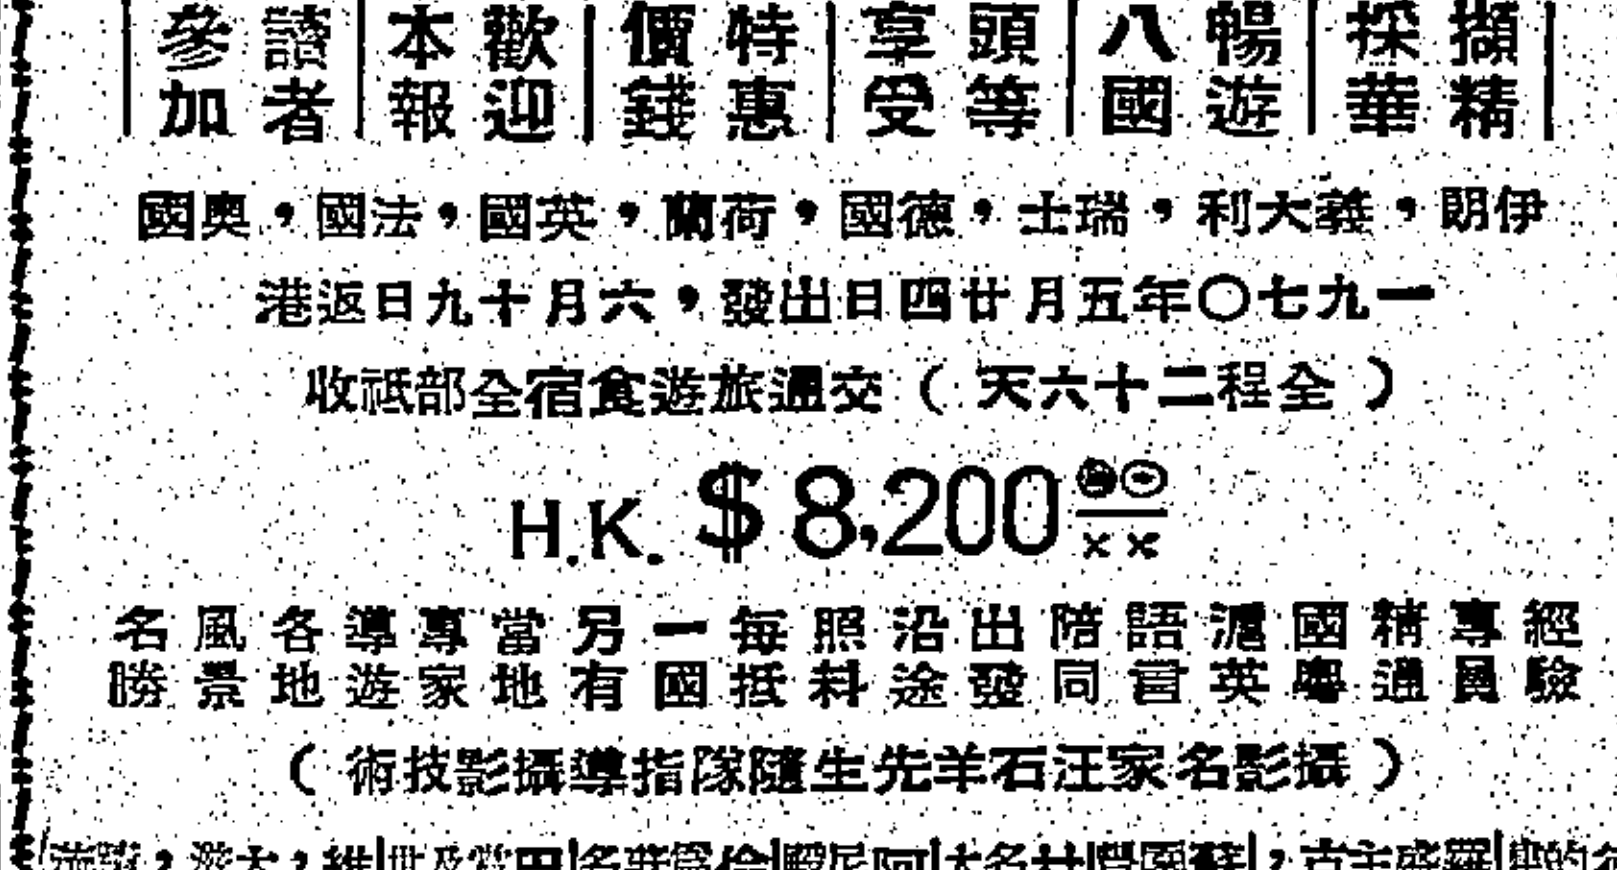 擷精採華|暢遊八國|頭等享受|特惠價錢|歡迎本報|讀者參加
伊朗，義大利，瑞士，德國，荷蘭，英國，法國，奧國
一九七〇年五月廿四日出發，六月十九日返港
（全程二十六天）交通旅遊食宿全部祗收
H.K. $8,200
經驗專員精通國粵滬英語言陪同出發沿途照料每抵一國另有當地專家導遊各地風景名勝
（攝影名家汪石羊先生隨隊指導攝影技術）